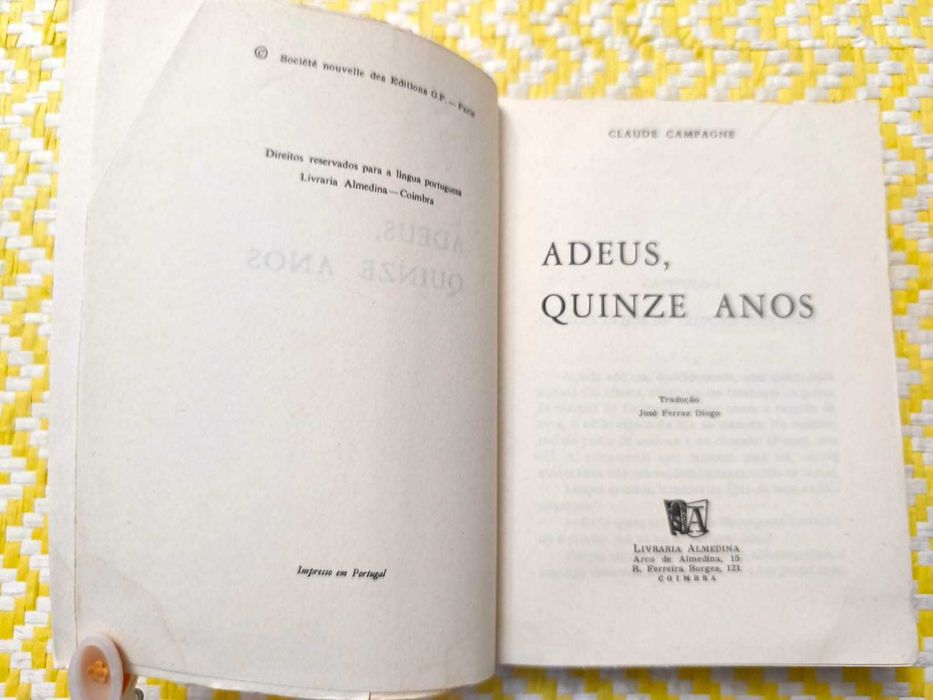 © Société nouvelle des Editions G.P. — Paris
Direitos reservados para a língua portuguesa
Livraria Almedina — Coimbra
Impresso em Portugal
CLAUDE CAMPAGNE
ADEUS,
QUINZE ANOS
Tradução
José Ferraz Diogo
A
LIVRARIA ALMEDINA
Arco de Almedina, 15
R. Ferreira Borges, 121
COIMBRA